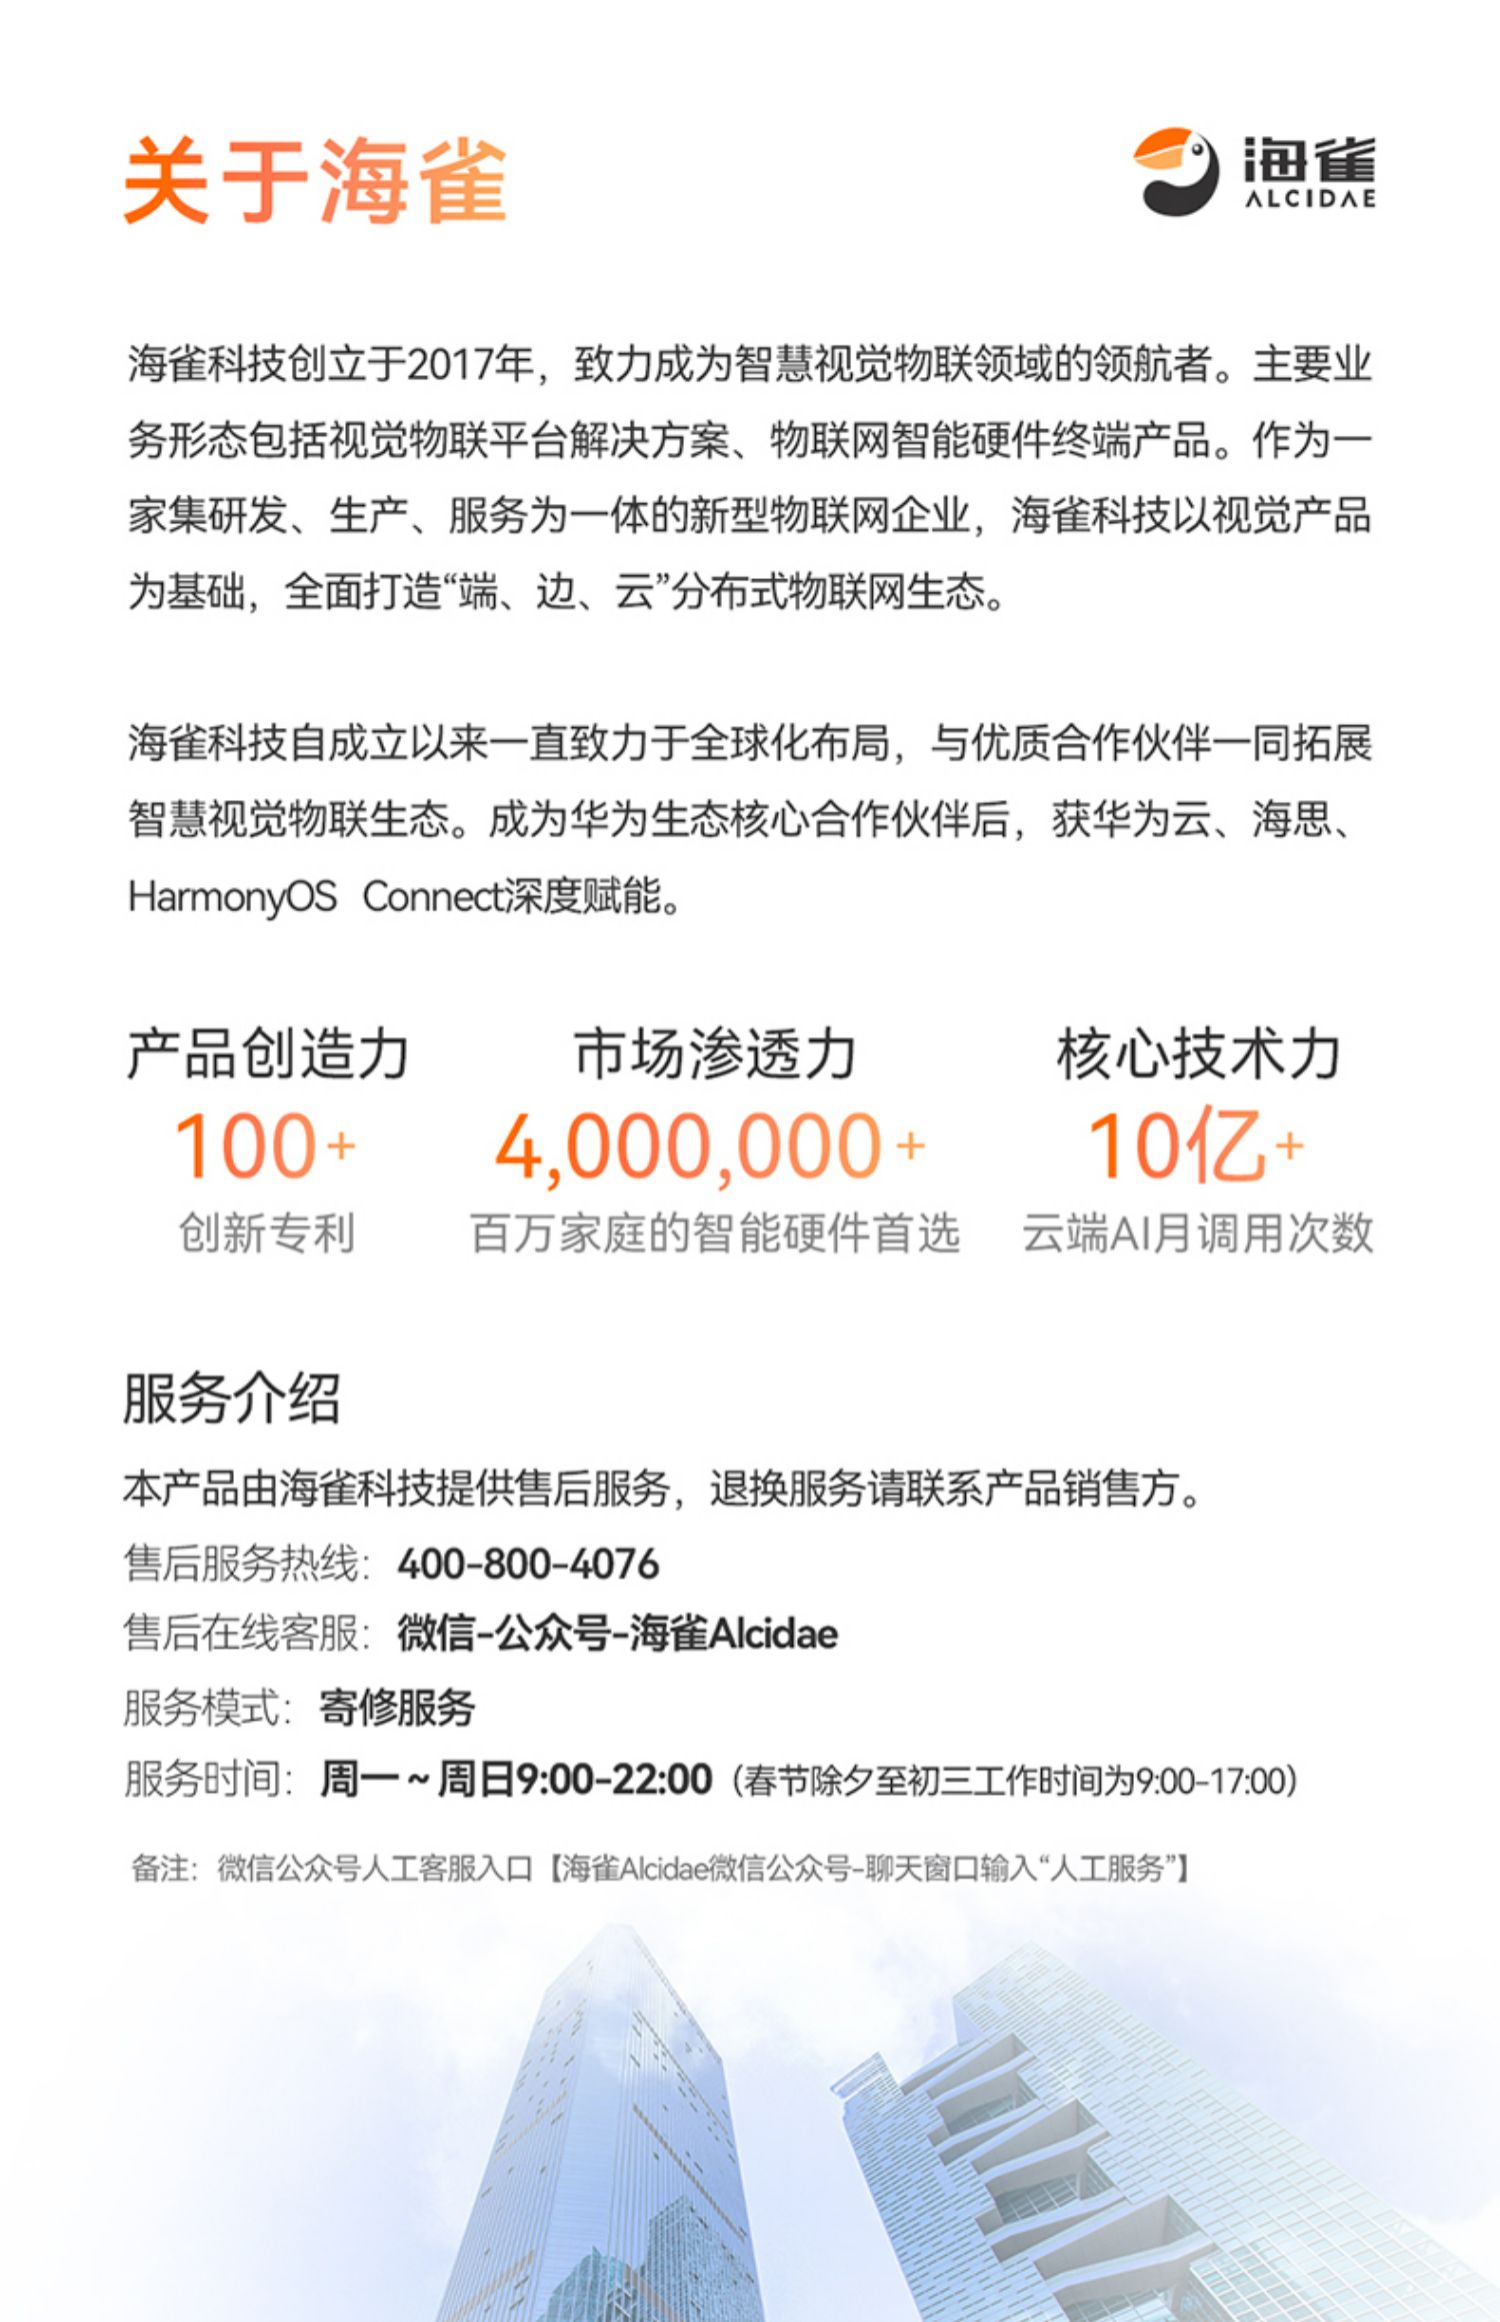 关于海雀
海雀
ALCIDAE
海雀科技创立于2017年，致力成为智慧视觉物联领域的领航者。主要业
务形态包括视觉物联平台解决方案、物联网智能硬件终端产品。作为一
家集研发、生产、服务为一体的新型物联网企业，海雀科技以视觉产品
为基础，全面打造“端、边、云”分布式物联网生态。
海雀科技自成立以来一直致力于全球化布局，与优质合作伙伴一同拓展
智慧视觉物联生态。成为华为生态核心合作伙伴后，获华为云、海思、
HarmonyOS Connect深度赋能。
产品创造力
100+
创新专利
市场渗透力
4,000,000+
百万家庭的智能硬件首选
核心技术力
10亿+
云端AI月调用次数
服务介绍
本产品由海雀科技提供售后服务，退换服务请联系产品销售方。
售后服务热线：400-800-4076
售后在线客服：微信-公众号-海雀Alcidae
服务模式：寄修服务
服务时间：周一~周日9:00-22:00（春节除夕至初三工作时间为9:00-17:00）
备注：微信公众号人工客服入口【海雀Alcidae微信公众号-聊天窗口输入“人工服务”】